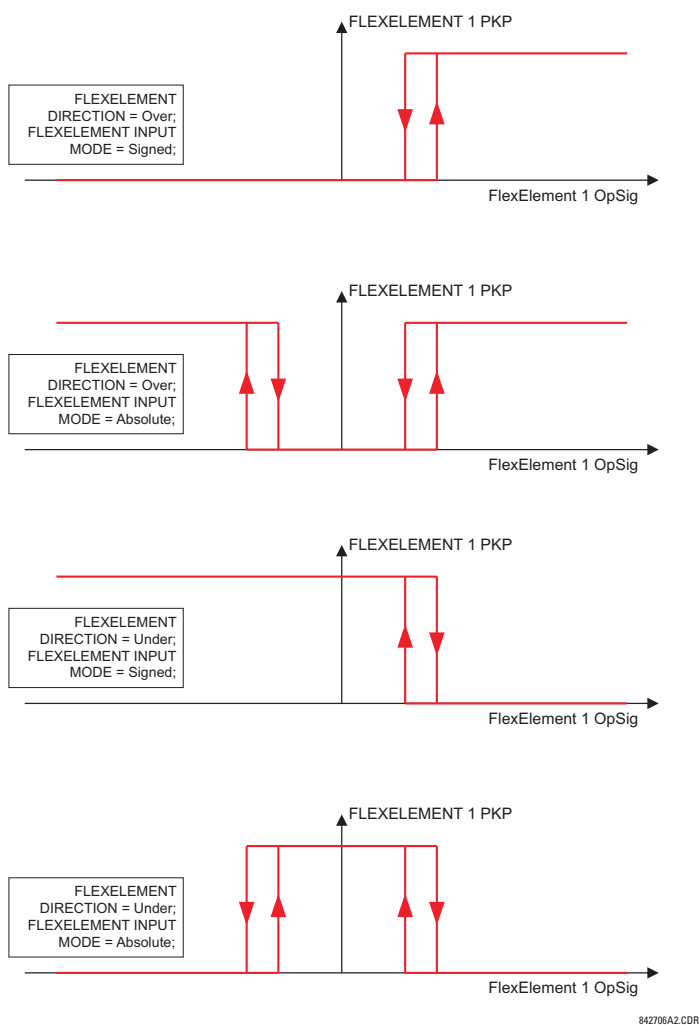 FLEXELEMENT 1 PKP
FLEXELEMENT
DIRECTION = Over;
FLEXELEMENT INPUT
MODE = Signed;
FlexElement 1 OpSig
FLEXELEMENT 1 PKP
FLEXELEMENT
DIRECTION = Over;
FLEXELEMENT INPUT
MODE = Absolute;
FlexElement 1 OpSig
FLEXELEMENT 1 PKP
FLEXELEMENT
DIRECTION = Under;
FLEXELEMENT INPUT
MODE = Signed;
FlexElement 1 OpSig
FLEXELEMENT 1 PKP
FLEXELEMENT
DIRECTION = Under;
FLEXELEMENT INPUT
MODE = Absolute;
FlexElement 1 OpSig
842706A2.CDR